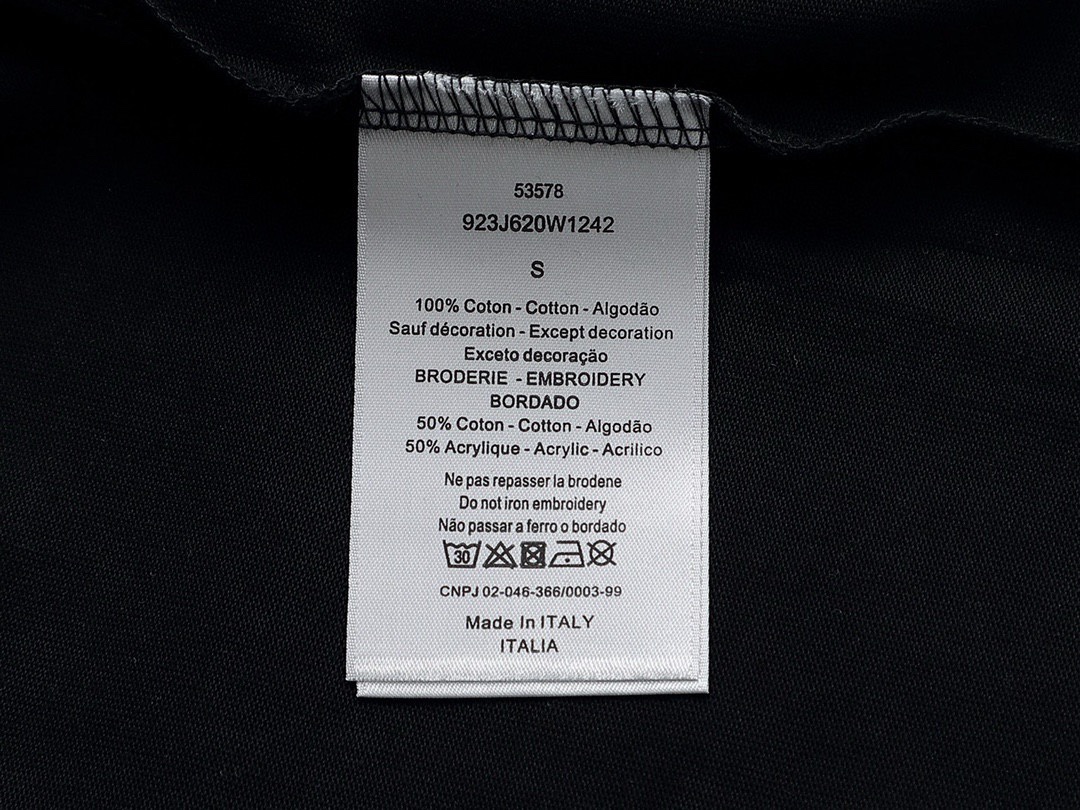 53578
923J620W1242
S
100% Coton - Cotton - Algodão
Sauf décoration - Except decoration
Exceto decoração
BRODERIE - EMBROIDERY
BORDADO
50% Coton - Cotton - Algodão
50% Acrylique - Acrylic - Acrilico
Ne pas repasser la brodene
Do not iron embroidery
Não passar a ferro o bordado
30
CNPJ 02-046-366/0003-99
Made In ITALY
ITALIA